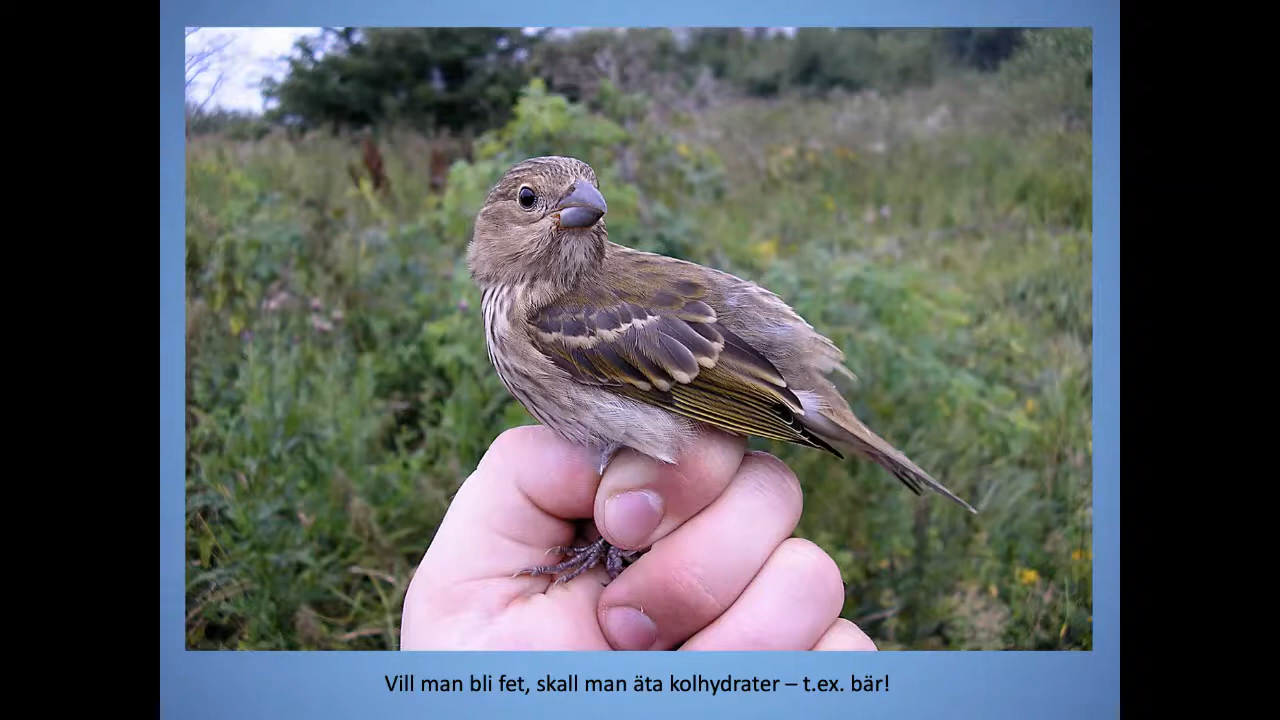 Vill man bli fet, skall man äta kolhydrater – t.ex. bär!